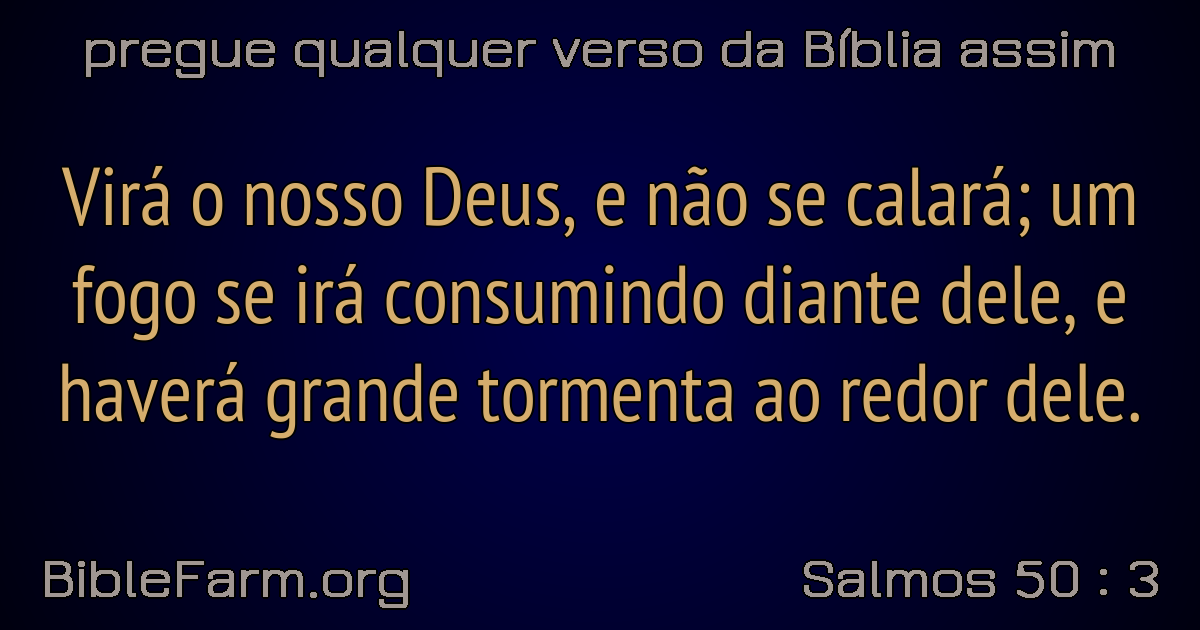 pregue qualquer verso da Bíblia assim
Virá o nosso Deus, e não se calará; um
fogo se irá consumindo diante dele, e
haverá grande tormenta ao redor dele.
BibleFarm.org
Salmos 50 : 3